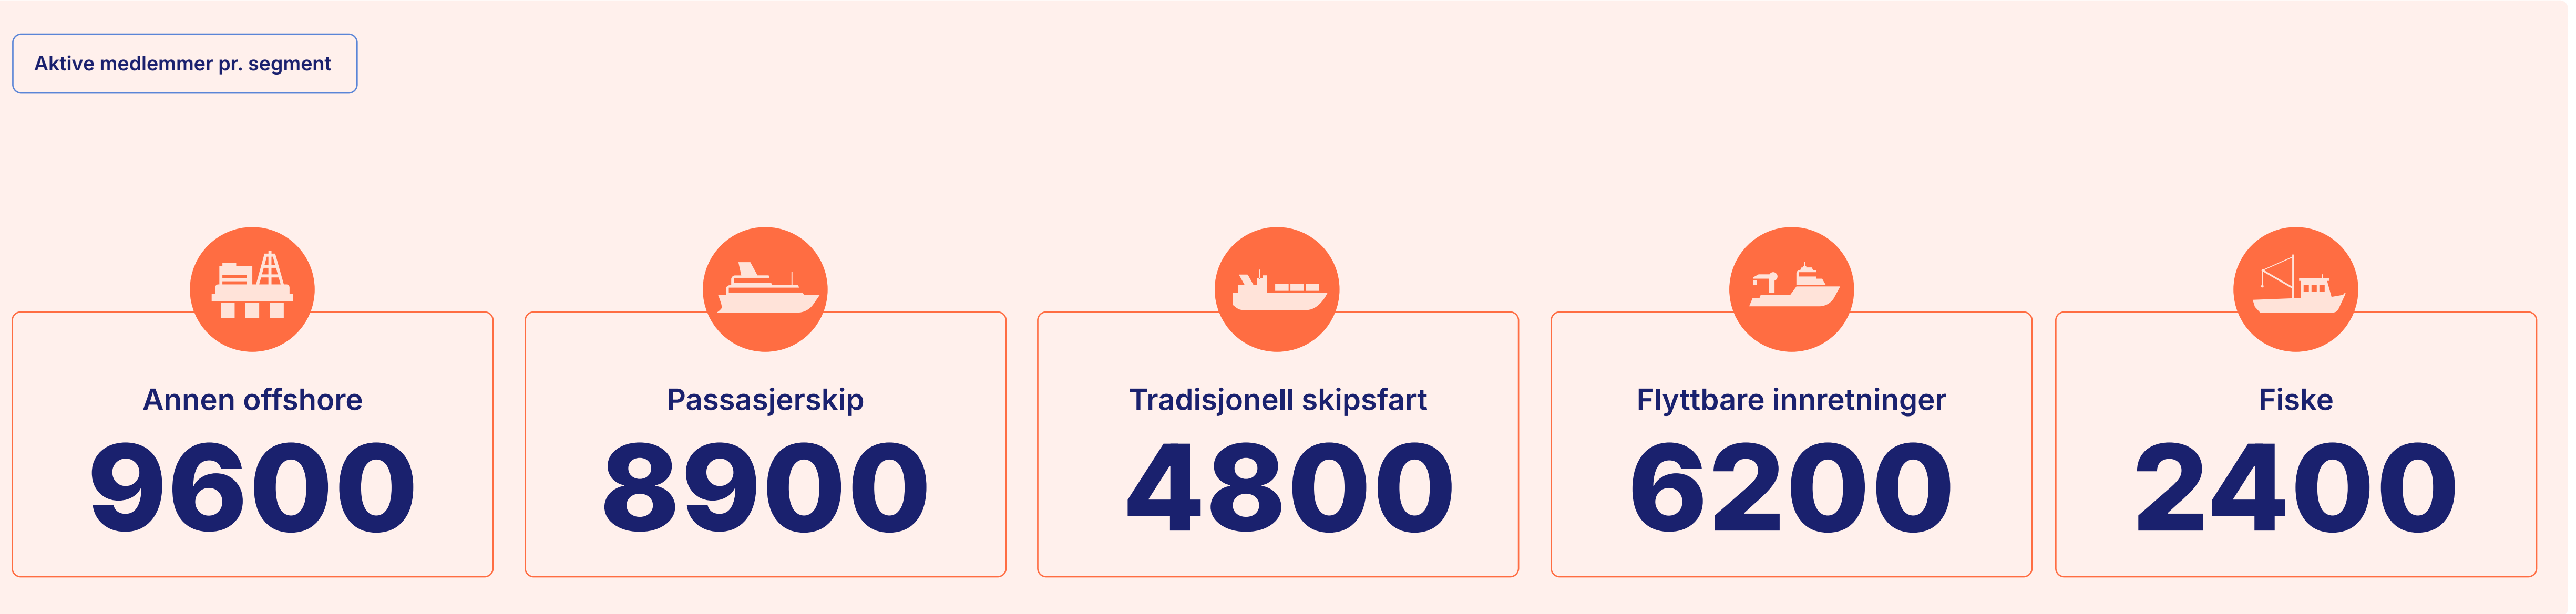 Aktive medlemmer pr. segment
Annen offshore
9600
Passasjerskip
8900
Tradisjonell skipsfart
4800
Flyttbare innretninger
6200
Fiske
2400